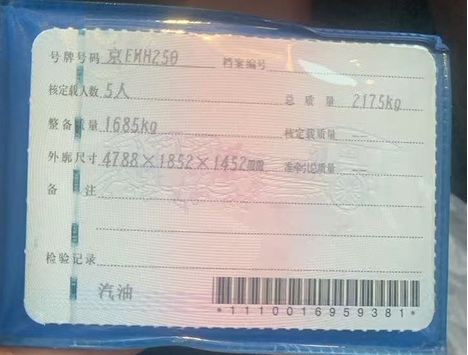 号牌号码 京EMH250 档案编号
核定载人数 5人 总质量 2175kg
整备质量 1685kg 核定载质量 --
外廓尺寸 4788×1852×1452mm 准牵引总质量 --
备注
检验记录
汽油
*1110016959381*